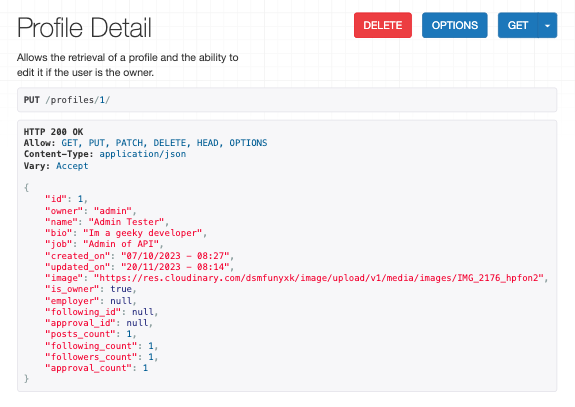 Profile Detail
DELETE
OPTIONS
GET
Allows the retrieval of a profile and the ability to
edit it if the user is the owner.
PUT /profiles/1/
HTTP 200 OK
Allow: GET, PUT, PATCH, DELETE, HEAD, OPTIONS
Content-Type: application/json
Vary: Accept
{
    "id": 1,
    "owner": "admin",
    "name": "Admin Tester",
    "bio": "Im a geeky developer",
    "job": "Admin of API",
    "created_on": "07/10/2023 - 08:27",
    "updated_on": "20/11/2023 - 08:14",
    "image": "https://res.cloudinary.com/dsmfunyxk/image/upload/v1/media/images/IMG_2176_hpfon2",
    "is_owner": true,
    "employer": null,
    "following_id": null,
    "approval_id": null,
    "posts_count": 1,
    "following_count": 1,
    "followers_count": 1,
    "approval_count": 1
}